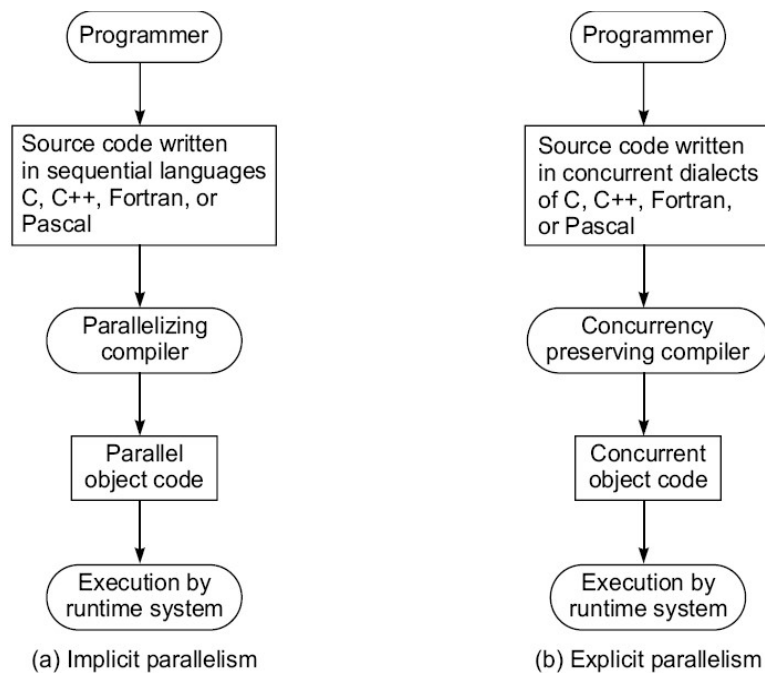 Programmer
Source code written
in sequential languages
C, C++, Fortran, or
Pascal
Parallelizing
compiler
Parallel
object code
Execution by
runtime system
(a) Implicit parallelism
Programmer
Source code written
in concurrent dialects
of C, C++, Fortran,
or Pascal
Concurrency
preserving compiler
Concurrent
object code
Execution by
runtime system
(b) Explicit parallelism